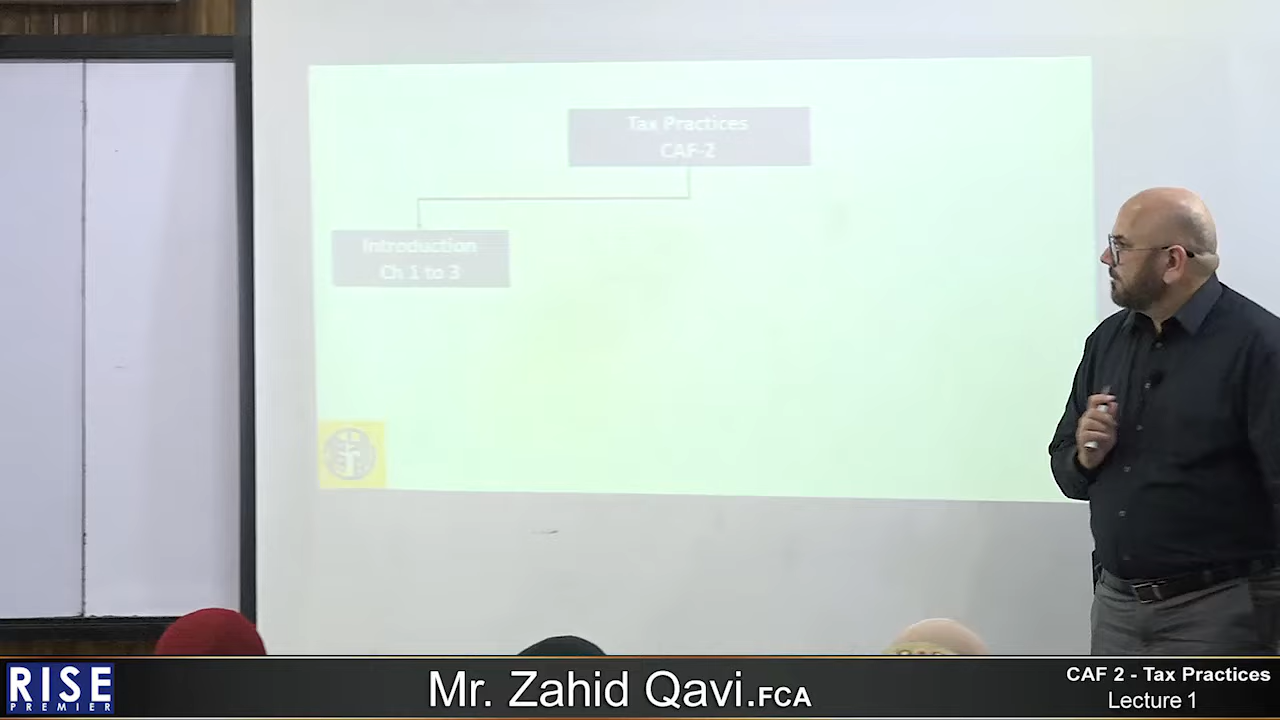 Tax Practices
CAF-2
Introduction
Ch 1 to 3
RISE
PREMIER
Mr. Zahid Qavi.FCA
CAF 2 - Tax Practices
Lecture 1